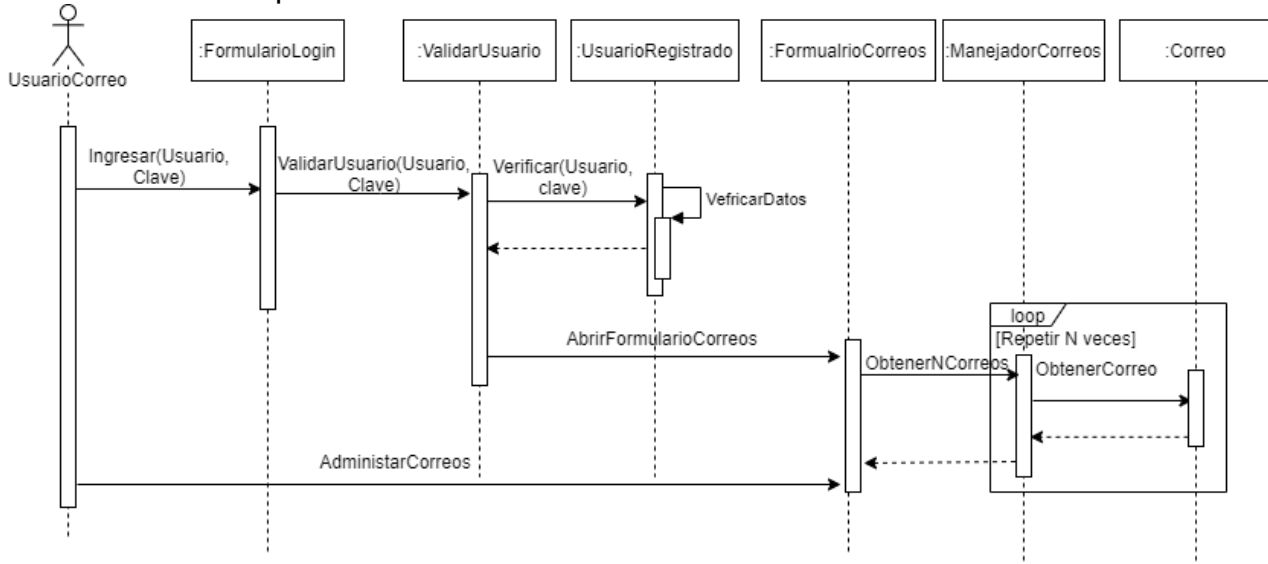 UsuarioCorreo
:FormularioLogin
:ValidarUsuario
:UsuarioRegistrado
:FormualrioCorreos
:ManejadorCorreos
:Correo
Ingresar(Usuario,
Clave)
ValidarUsuario(Usuario,
Clave)
Verificar(Usuario,
clave)
VefricarDatos
loop
[Repetir N veces]
AbrirFormularioCorreos
ObtenerNCorreos
ObtenerCorreo
AdministarCorreos